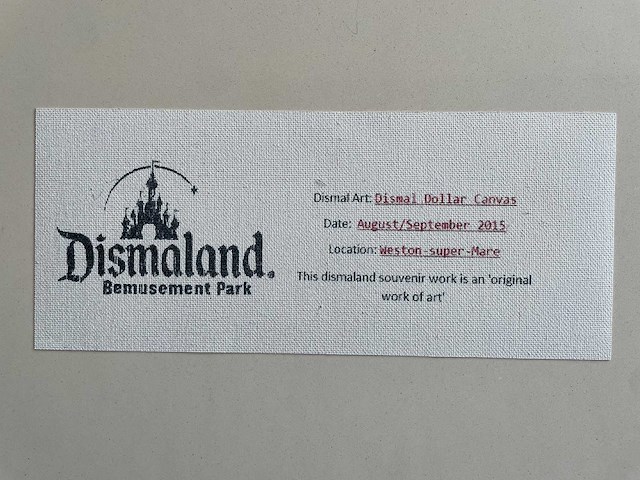 Dismaland.
Bemusement Park
Dismal Art: Dismal Dollar Canvas
Date: August/September 2015
Location: Weston-super-Mare
This dismaland souvenir work is an 'original
work of art'